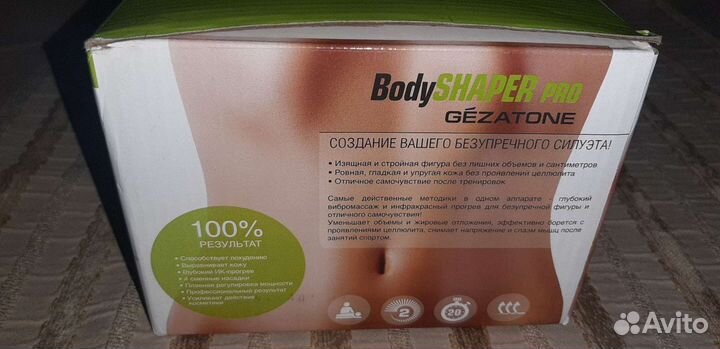 BodySHAPER PRO
GÉZATONE
СОЗДАНИЕ ВАШЕГО БЕЗУПРЕЧНОГО СИЛУЭТА!
• Изящная и стройная фигура без лишних объемов и сантиметров
• Ровная, гладкая и упругая кожа без проявлений целлюлита
• Отличное самочувствие после тренировок
Самые действенные методики в одном аппарате - глубокий
вибромассаж и инфракрасный прогрев для безупречной фигуры и
отличного самочувствия!
Уменьшает объемы и жировые отложения, эффективно борется с
проявлениями целлюлита, снимает напряжение и спазм мышц после
занятий спортом.
100%
РЕЗУЛЬТАТ
• Способствует похудению
• Выравнивает кожу
• Глубокий ИК-прогрев
• 4 сменные насадки
• Плавная регулировка мощности
• Профессиональный результат
• Усиливает действие
косметики
2
20
Avito